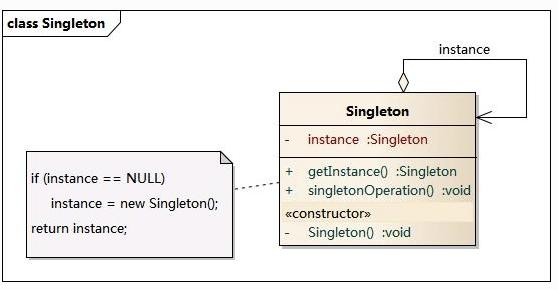 class Singleton
instance
Singleton
- instance :Singleton
+ getInstance() :Singleton
+ singletonOperation() :void
«constructor»
- Singleton() :void
if (instance == NULL)
instance = new Singleton();
return instance;